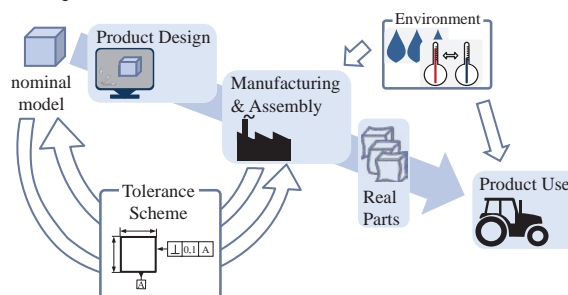 Environment
Product Design
nominal
model
Manufacturing
& Assembly
Real
Parts
Product Use
Tolerance
Scheme
⊥ 0,1 A
A